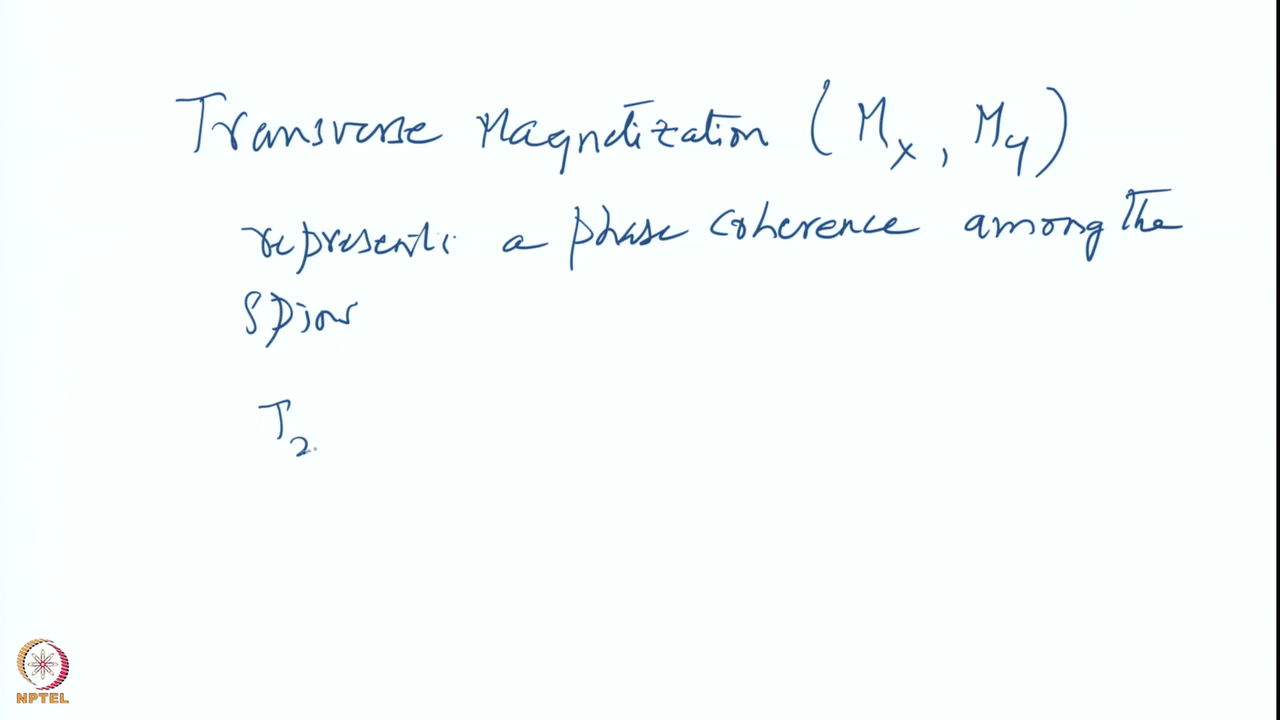 Transverse Magnetization (Mx, My)
represents a phase coherence among the
spins
T2
NPTEL